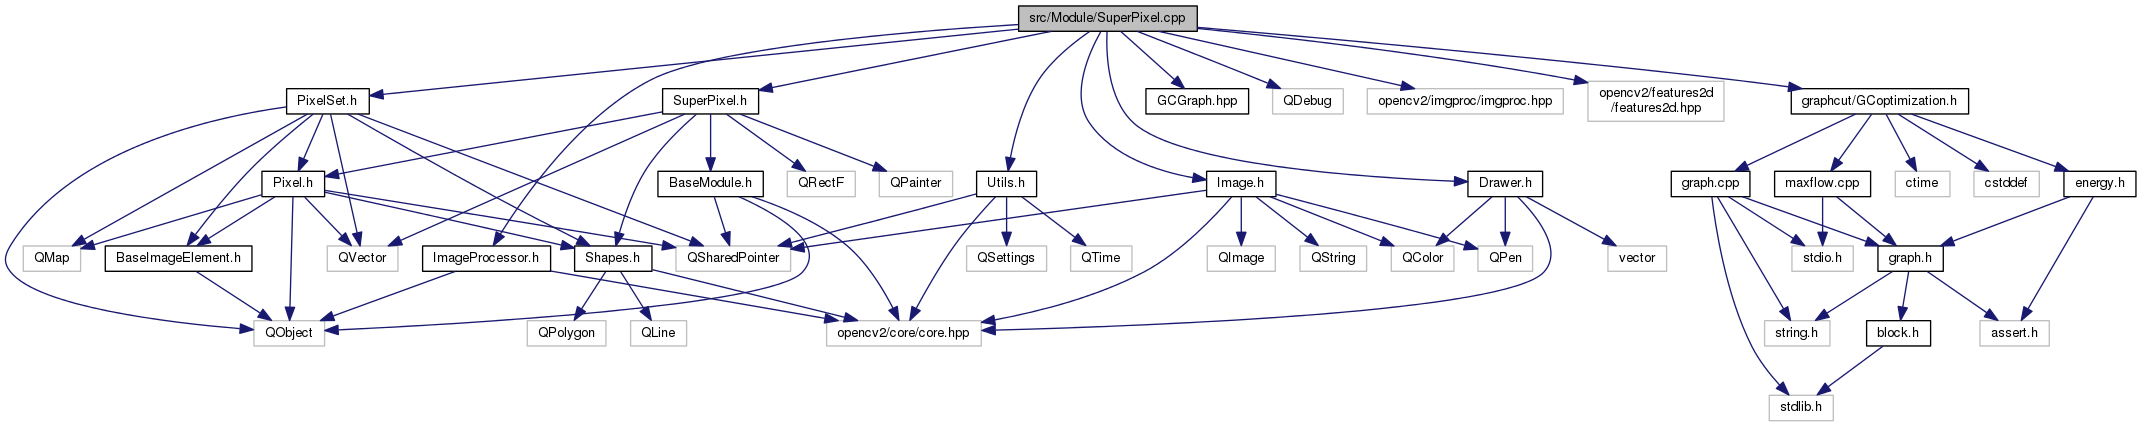 src/Module/SuperPixel.cpp
PixelSet.h
SuperPixel.h
GCGraph.hpp
QDebug
opencv2/imgproc/imgproc.hpp
opencv2/features2d
/features2d.hpp
graphcut/GCoptimization.h
Pixel.h
BaseModule.h
QRectF
QPainter
Utils.h
Image.h
Drawer.h
graph.cpp
maxflow.cpp
ctime
cstddef
energy.h
QMap
BaseImageElement.h
QVector
ImageProcessor.h
Shapes.h
QSharedPointer
QSettings
QTime
QImage
QString
QColor
QPen
vector
stdio.h
graph.h
QObject
QPolygon
QLine
opencv2/core/core.hpp
string.h
block.h
assert.h
stdlib.h